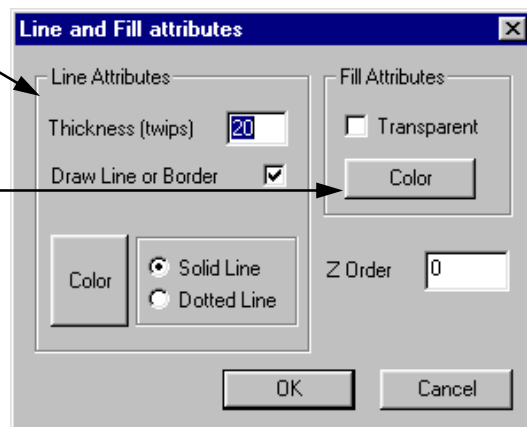 Line and Fill attributes
Line Attributes
Thickness (twips) 20
Draw Line or Border
Color
Solid Line
Dotted Line
Fill Attributes
Transparent
Color
Z Order 0
OK Cancel